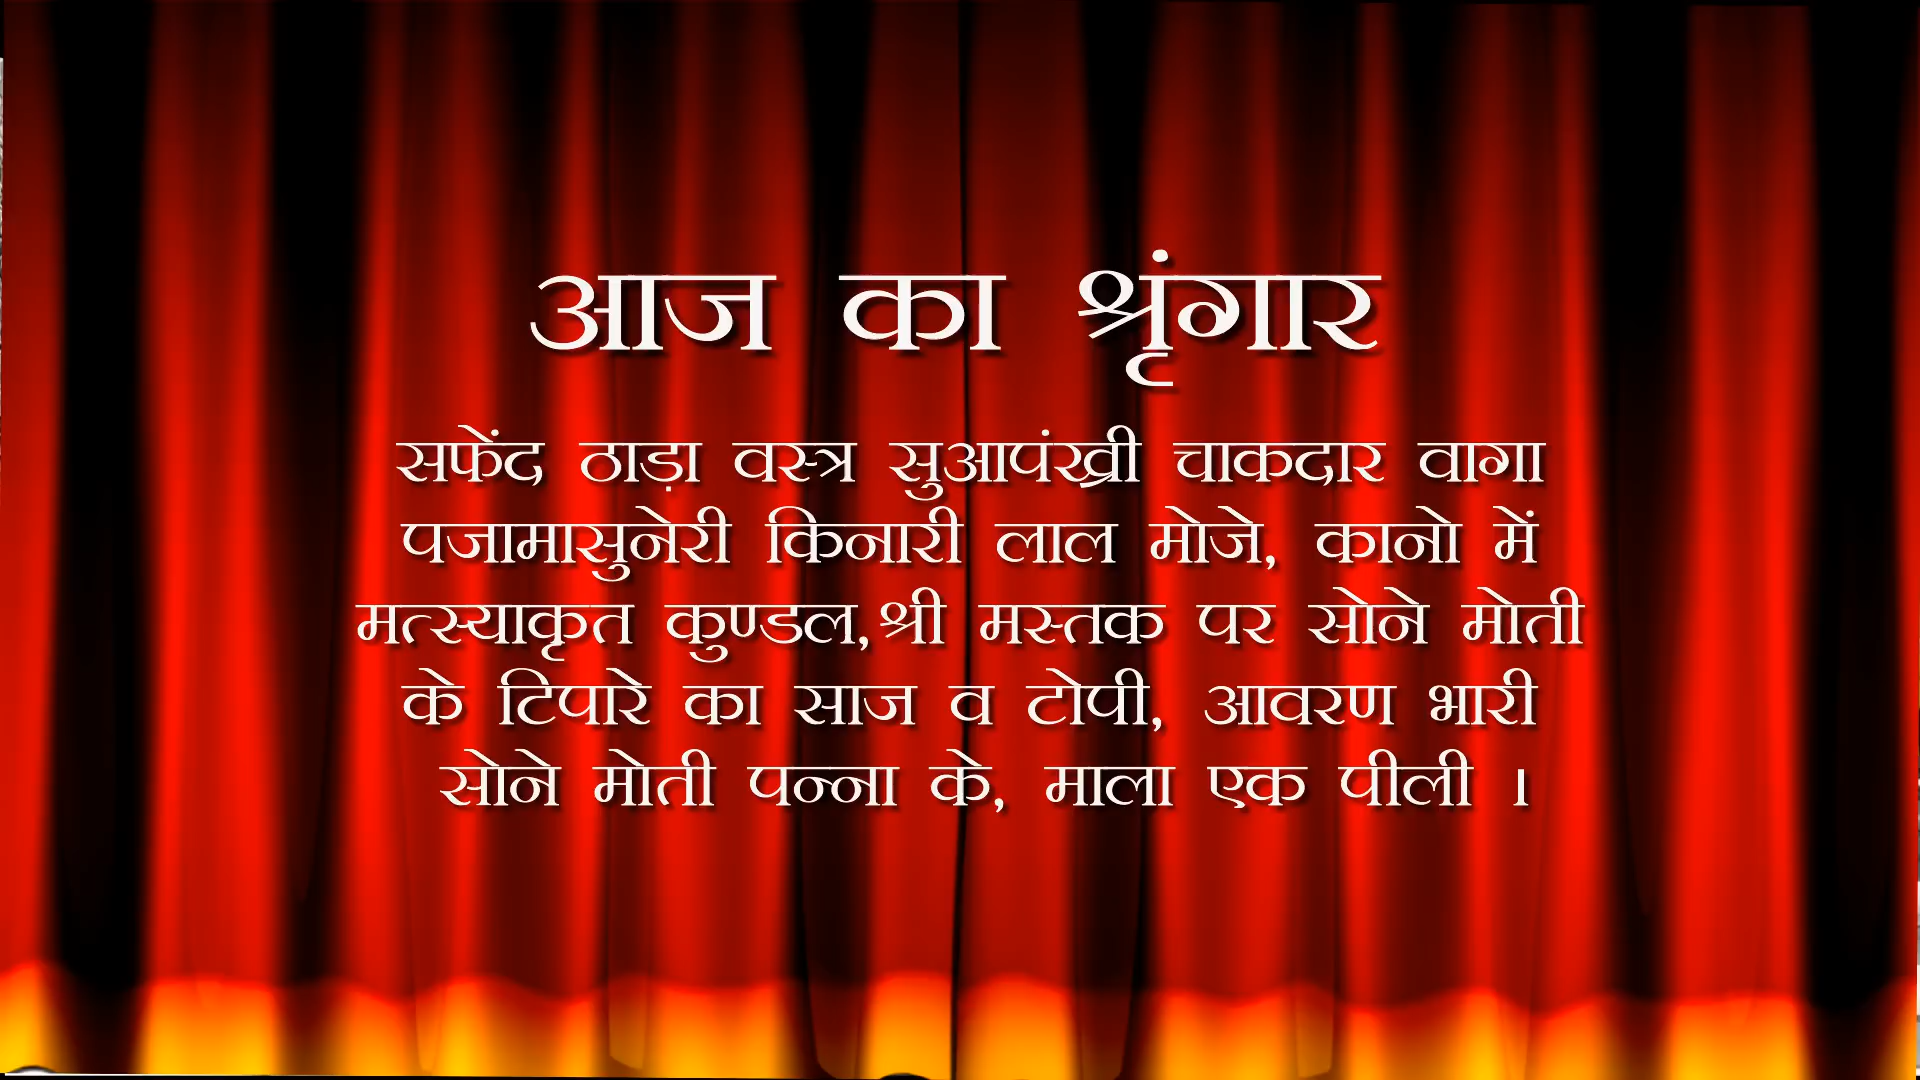 आज का श्रृंगार
सफेंद ठाड़ा वस्त्र सुआपंखी चाकदार वागा
पजामासुनेरी किनारी लाल मोजे, कानो में
मत्स्याकृत कुण्डल,श्री मस्तक पर सोने मोती
के टिपारे का साज व टोपी, आवरण भारी
सोने मोती पन्ना के, माला एक पीली ।